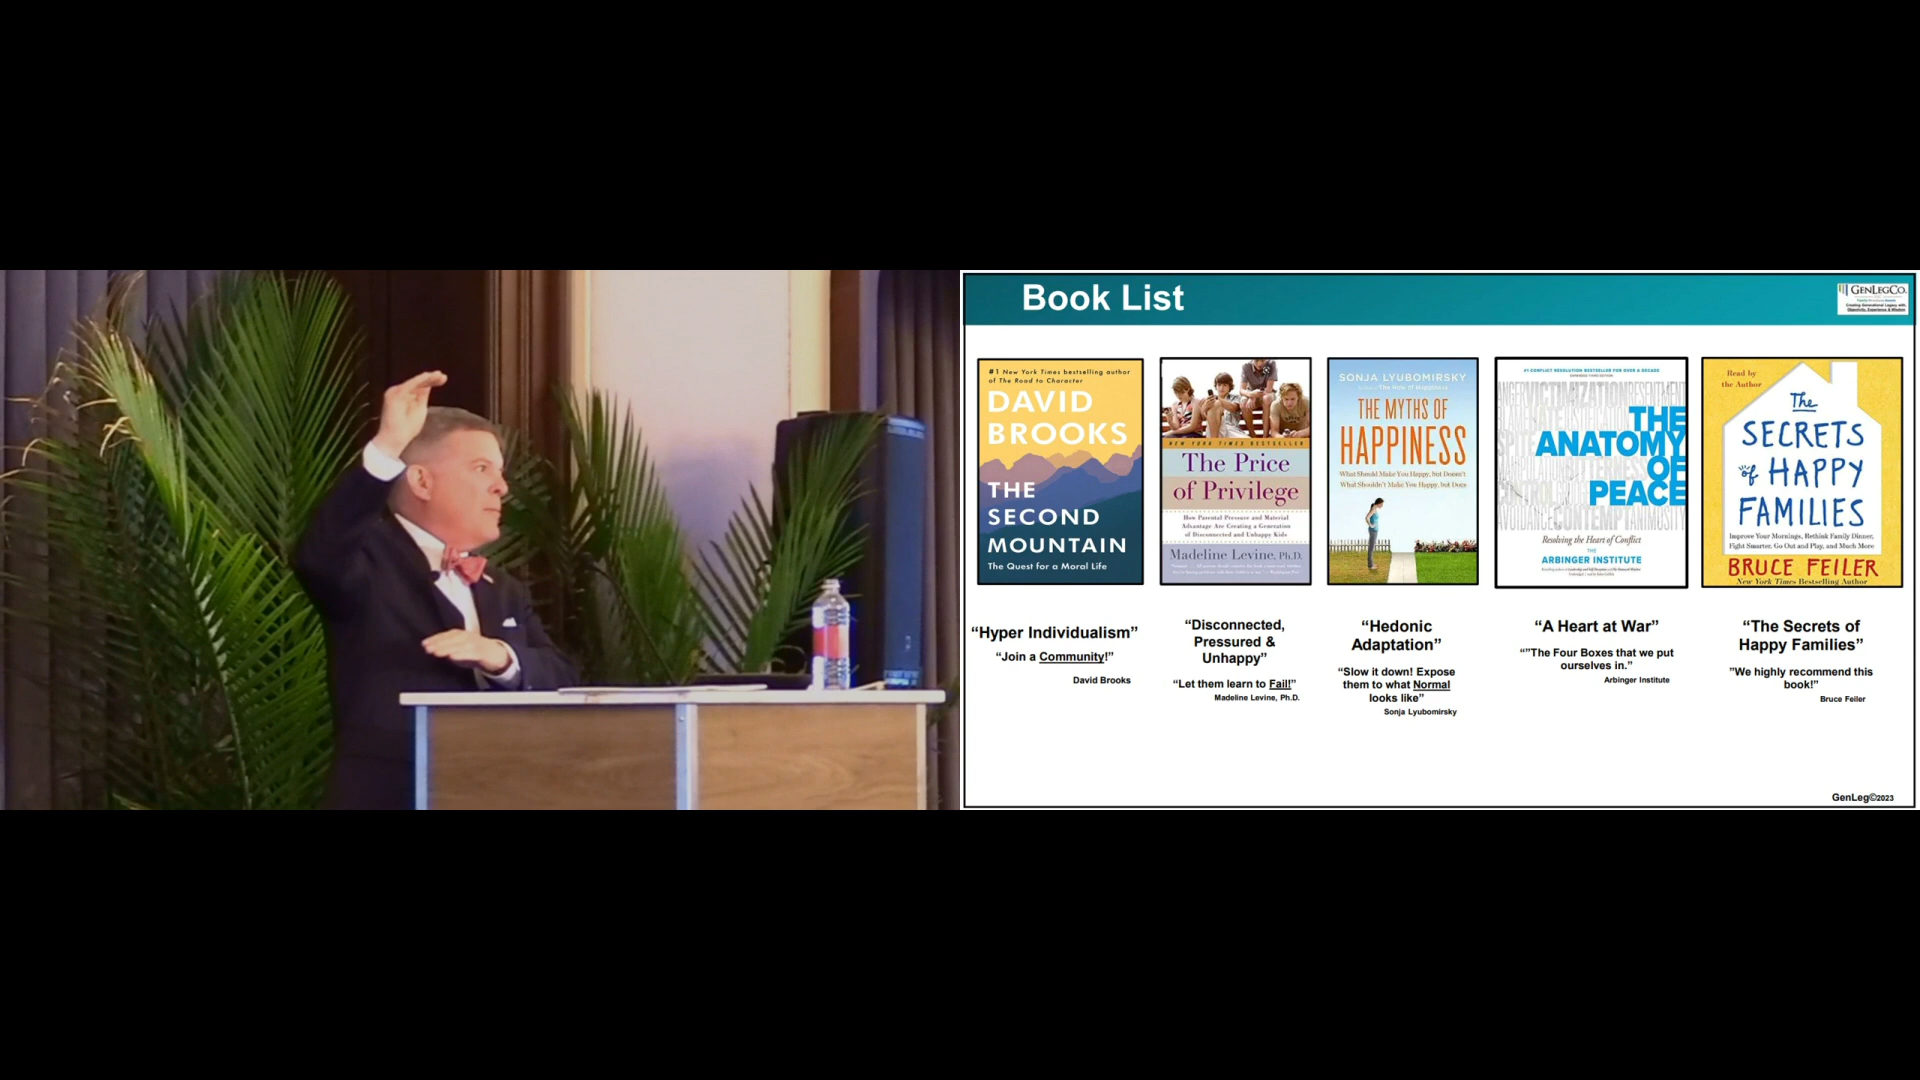 Book List
GENLEGCO.
#1 New York Times bestselling author
of The Road to Character
DAVID
BROOKS
THE
SECOND
MOUNTAIN
The Quest for a Moral Life
NEW YORK TIMES BESTSELLER
The Price
of Privilege
How Parental Pressure and Material
Advantage Are Creating a Generation
of Disconnected and Unhappy Kids
Madeline Levine, Ph.D.
SONJA LYUBOMIRSKY
THE MYTHS OF
HAPPINESS
What Should Make You Happy, but Doesn't
What Shouldn't Make You Happy, but Does
#1 CONFLICT RESOLUTION BESTSELLER FOR OVER A DECADE
THE
ANATOMY
OF
PEACE
Resolving the Heart of Conflict
THE
ARBINGER INSTITUTE
Read by
the Author
The
SECRETS
of HAPPY
FAMILIES
Improve Your Mornings, Rethink Family Dinner,
Fight Smarter, Go Out and Play, and Much More
BRUCE FEILER
New York Times Bestselling Author
“Hyper Individualism”
“Join a Community!”
David Brooks
“Disconnected,
Pressured &
Unhappy”
“Let them learn to Fail!”
Madeline Levine, Ph.D.
“Hedonic
Adaptation”
“Slow it down! Expose
them to what Normal
looks like”
Sonja Lyubomirsky
“A Heart at War”
“”The Four Boxes that we put
ourselves in.”
Arbinger Institute
“The Secrets of
Happy Families”
”We highly recommend this
book!”
Bruce Feiler
GenLeg©2023